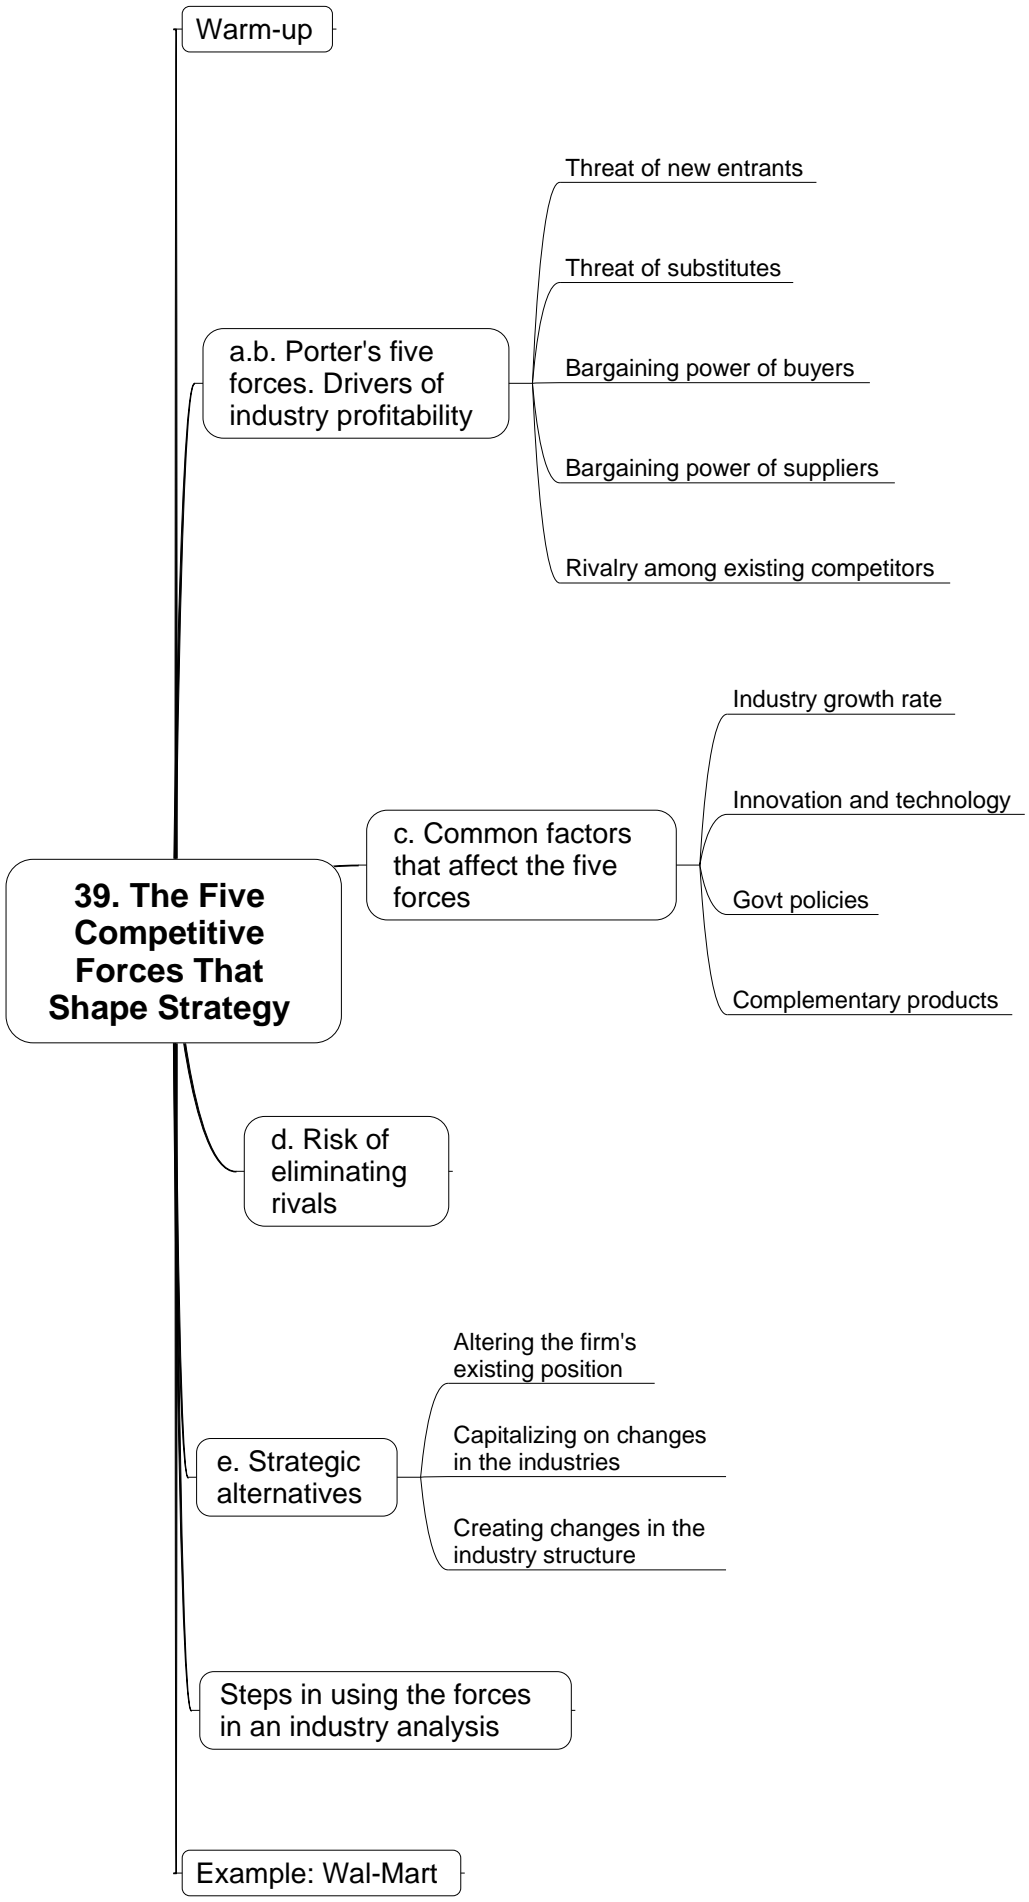 Warm-up
Threat of new entrants
Threat of substitutes
a.b. Porter's five
forces. Drivers of
industry profitability
Bargaining power of buyers
Bargaining power of suppliers
Rivalry among existing competitors
Industry growth rate
Innovation and technology
c. Common factors
that affect the five
forces
Govt policies
Complementary products
39. The Five
Competitive
Forces That
Shape Strategy
d. Risk of
eliminating
rivals
Altering the firm's
existing position
e. Strategic
alternatives
Capitalizing on changes
in the industries
Creating changes in the
industry structure
Steps in using the forces
in an industry analysis
Example: Wal-Mart